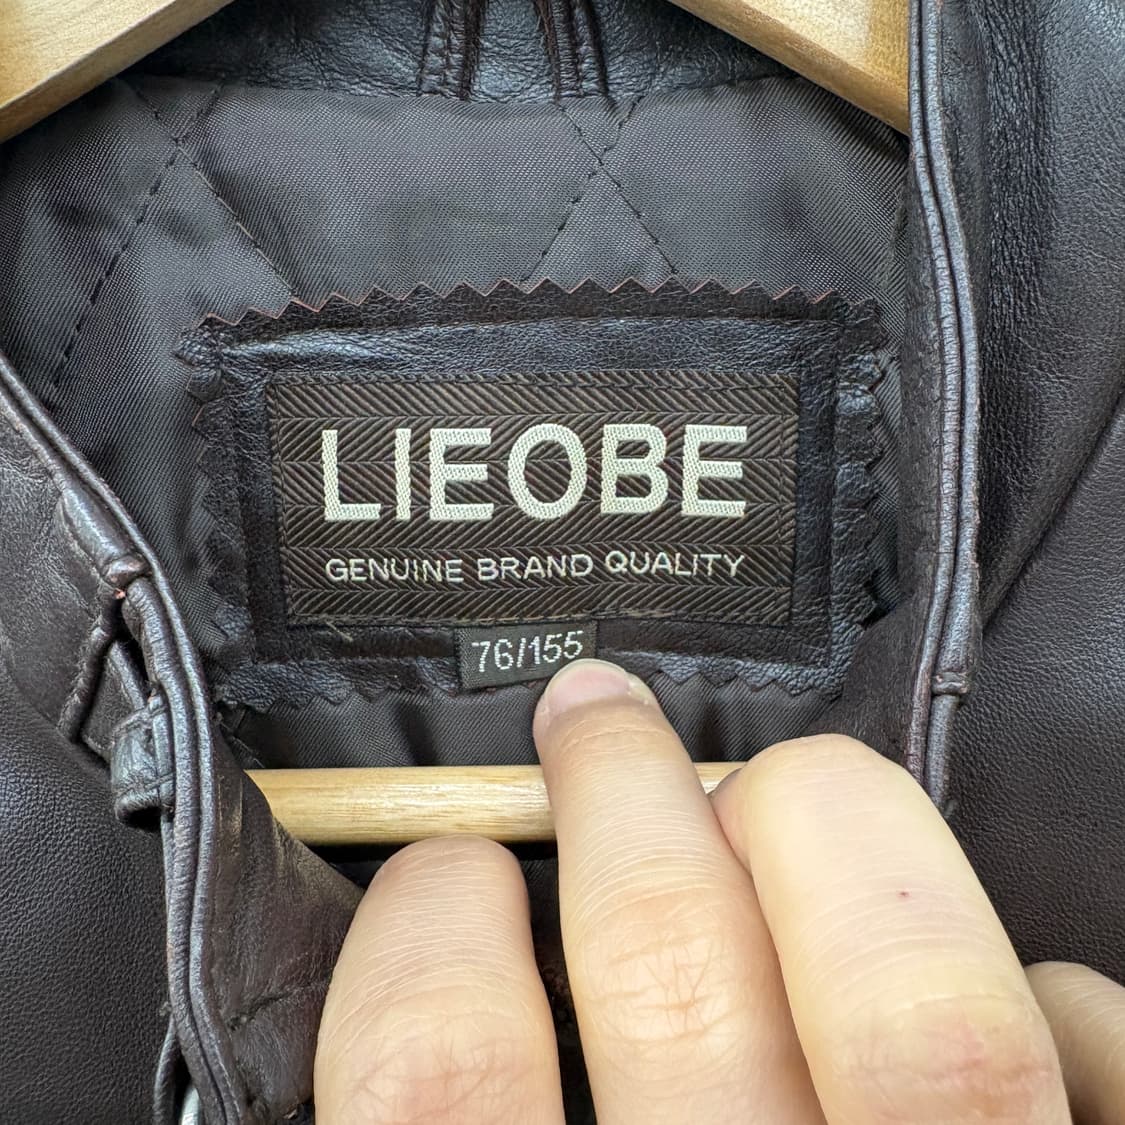 LIEOBE
GENUINE BRAND QUALITY
76/155